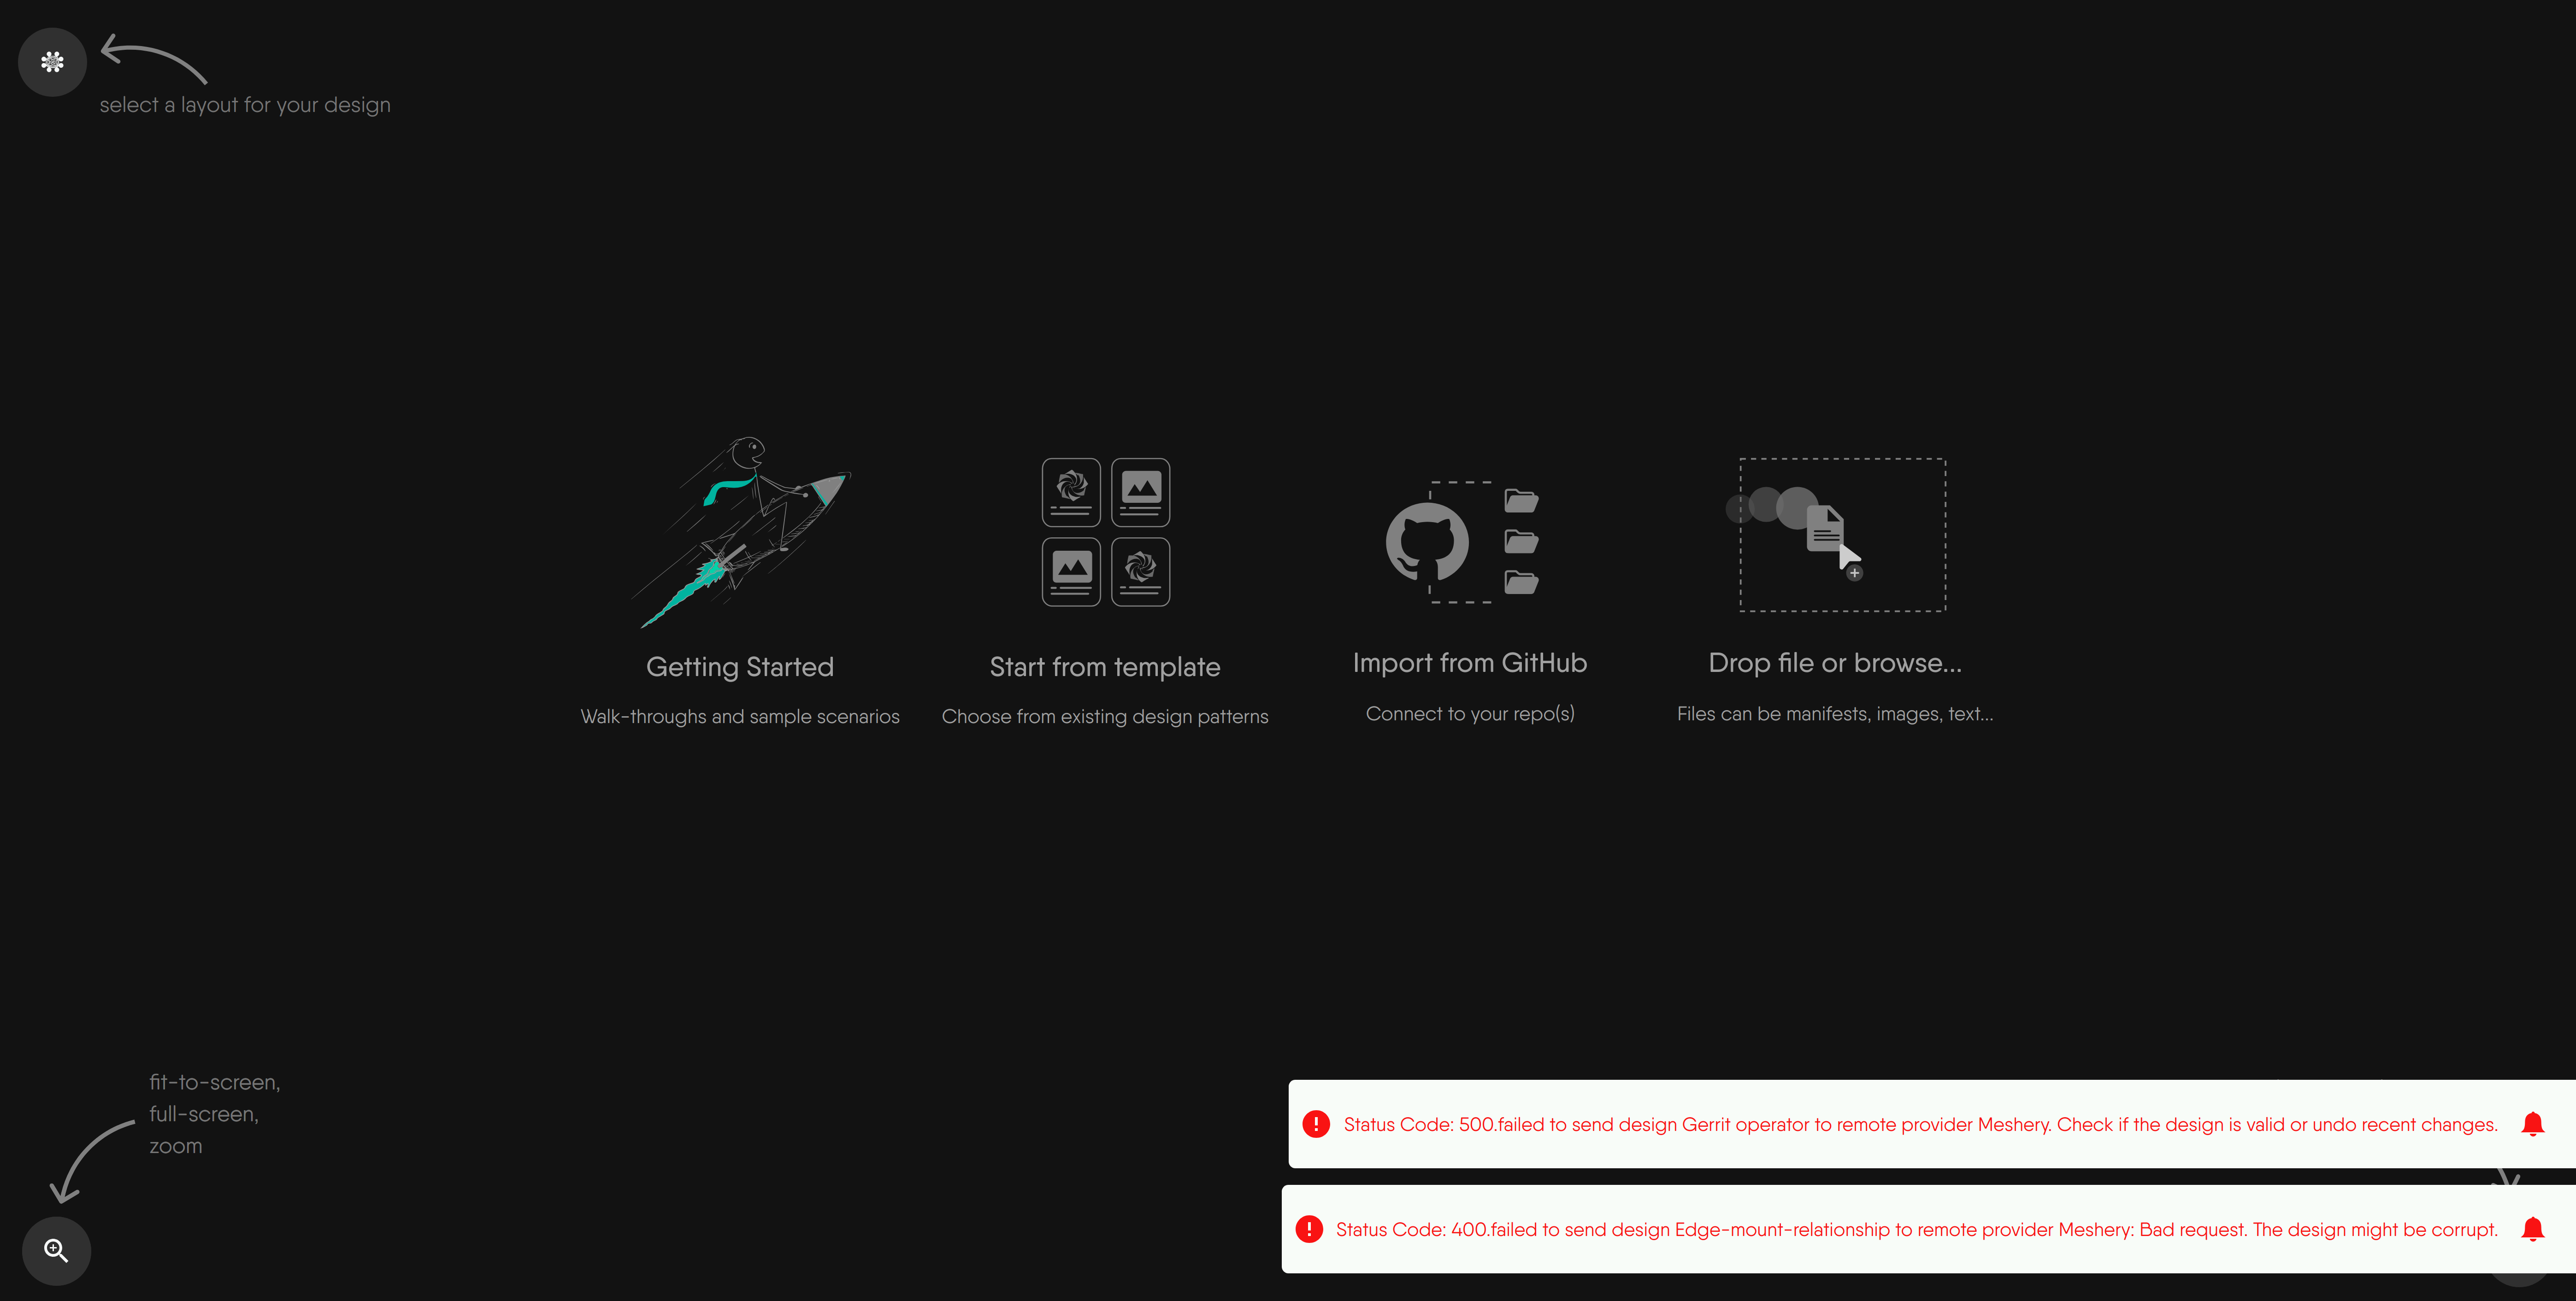 select a layout for your design
Getting Started
Walk-throughs and sample scenarios
Start from template
Choose from existing design patterns
Import from GitHub
Connect to your repo(s)
Drop file or browse...
Files can be manifests, images, text...
fit-to-screen,
full-screen,
zoom
Status Code: 500.failed to send design Gerrit operator to remote provider Meshery. Check if the design is valid or undo recent changes.
Status Code: 400.failed to send design Edge-mount-relationship to remote provider Meshery: Bad request. The design might be corrupt.